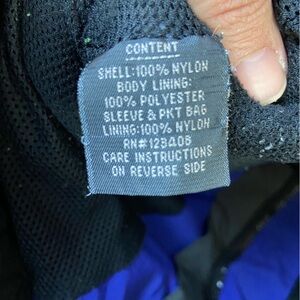 CONTENT
SHELL:100% NYLON
BODY LINING:
100% POLYESTER
SLEEVE & PKT BAG
LINING:100% NYLON
RN#123408
CARE INSTRUCTIONS
ON REVERSE SIDE